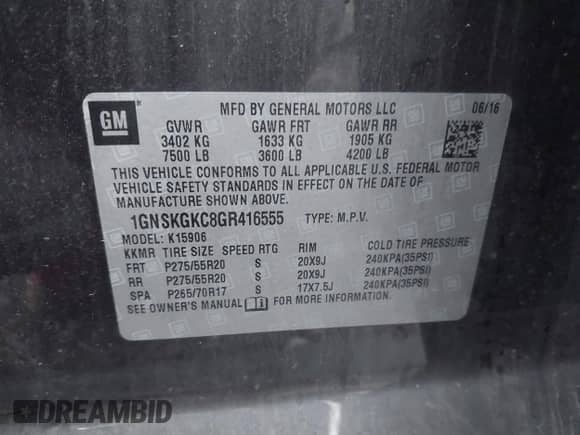 GM
MFD BY GENERAL MOTORS LLC 06/16
GVWR GAWR FRT GAWR RR
3402 KG 1633 KG 1905 KG
7500 LB 3600 LB 4200 LB
THIS VEHICLE CONFORMS TO ALL APPLICABLE U.S. FEDERAL MOTOR
VEHICLE SAFETY STANDARDS IN EFFECT ON THE DATE OF
MANUFACTURE SHOWN ABOVE.
1GNSKGKC8GR416555 TYPE: M.P.V.
MODEL: K15906
KKMR TIRE SIZE SPEED RTG RIM COLD TIRE PRESSURE
FRT P275/55R20 S 20X9J 240KPA(35PSI)
RR P275/55R20 S 20X9J 240KPA(35PSI)
SPA P265/70R17 S 17X7.5J 240KPA(35PSI)
SEE OWNER'S MANUAL FOR MORE INFORMATION.
DREAMBID